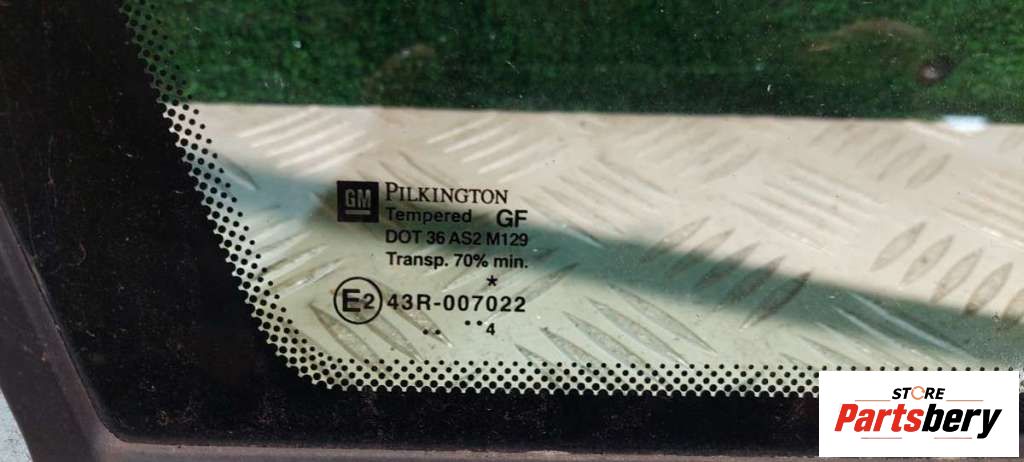 GM PILKINGTON
Tempered GF
DOT 36 AS2 M129
Transp. 70% min.
*
E2 43R-007022
.. ..4
STORE
Partsbery